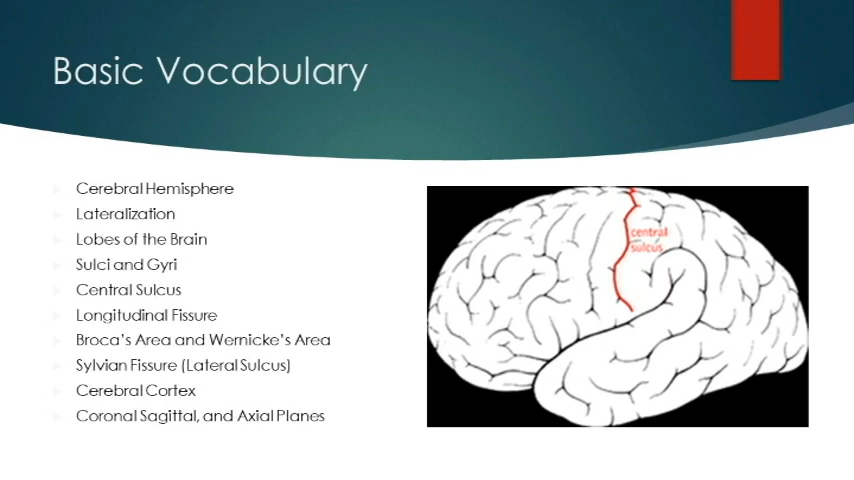 Basic Vocabulary
Cerebral Hemisphere
Lateralization
Lobes of the Brain
Sulci and Gyri
Central Sulcus
Longitudinal Fissure
Broca's Area and Wernicke's Area
Sylvian Fissure (Lateral Sulcus)
Cerebral Cortex
Coronal Sagittal, and Axial Planes
central
sulcus